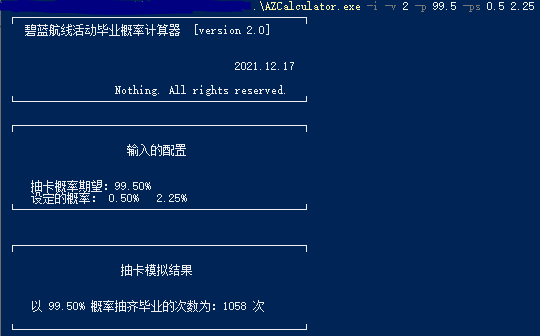 .\AZCalculator.exe -i -v 2 -p 99.5 -ps 0.5 2.25
碧蓝航线活动毕业概率计算器 [version 2.0]
2021.12.17
Nothing. All rights reserved.
输入的配置
抽卡概率期望: 99.50%
设定的概率: 0.50% 2.25%
抽卡模拟结果
以 99.50% 概率抽齐毕业的次数为: 1058 次